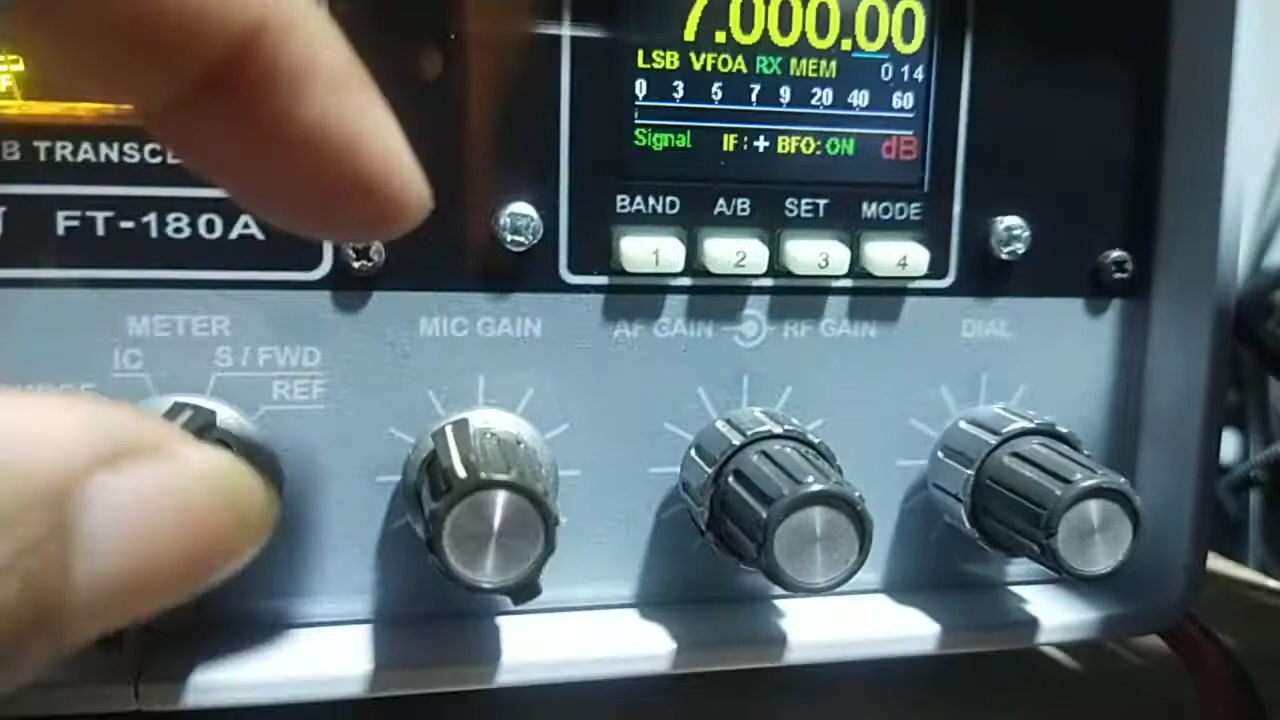 7.000.00
LSB VFOA RX MEM
0 14
0 3 5 7 9 20 40 60
Signal IF:+ BFO:ON dB
B TRANSC
FT-180A
BAND A/B SET MODE
1 2 3 4
METER
IC S / FWD
REF
MIC GAIN
AF GAIN RF GAIN
DIAL